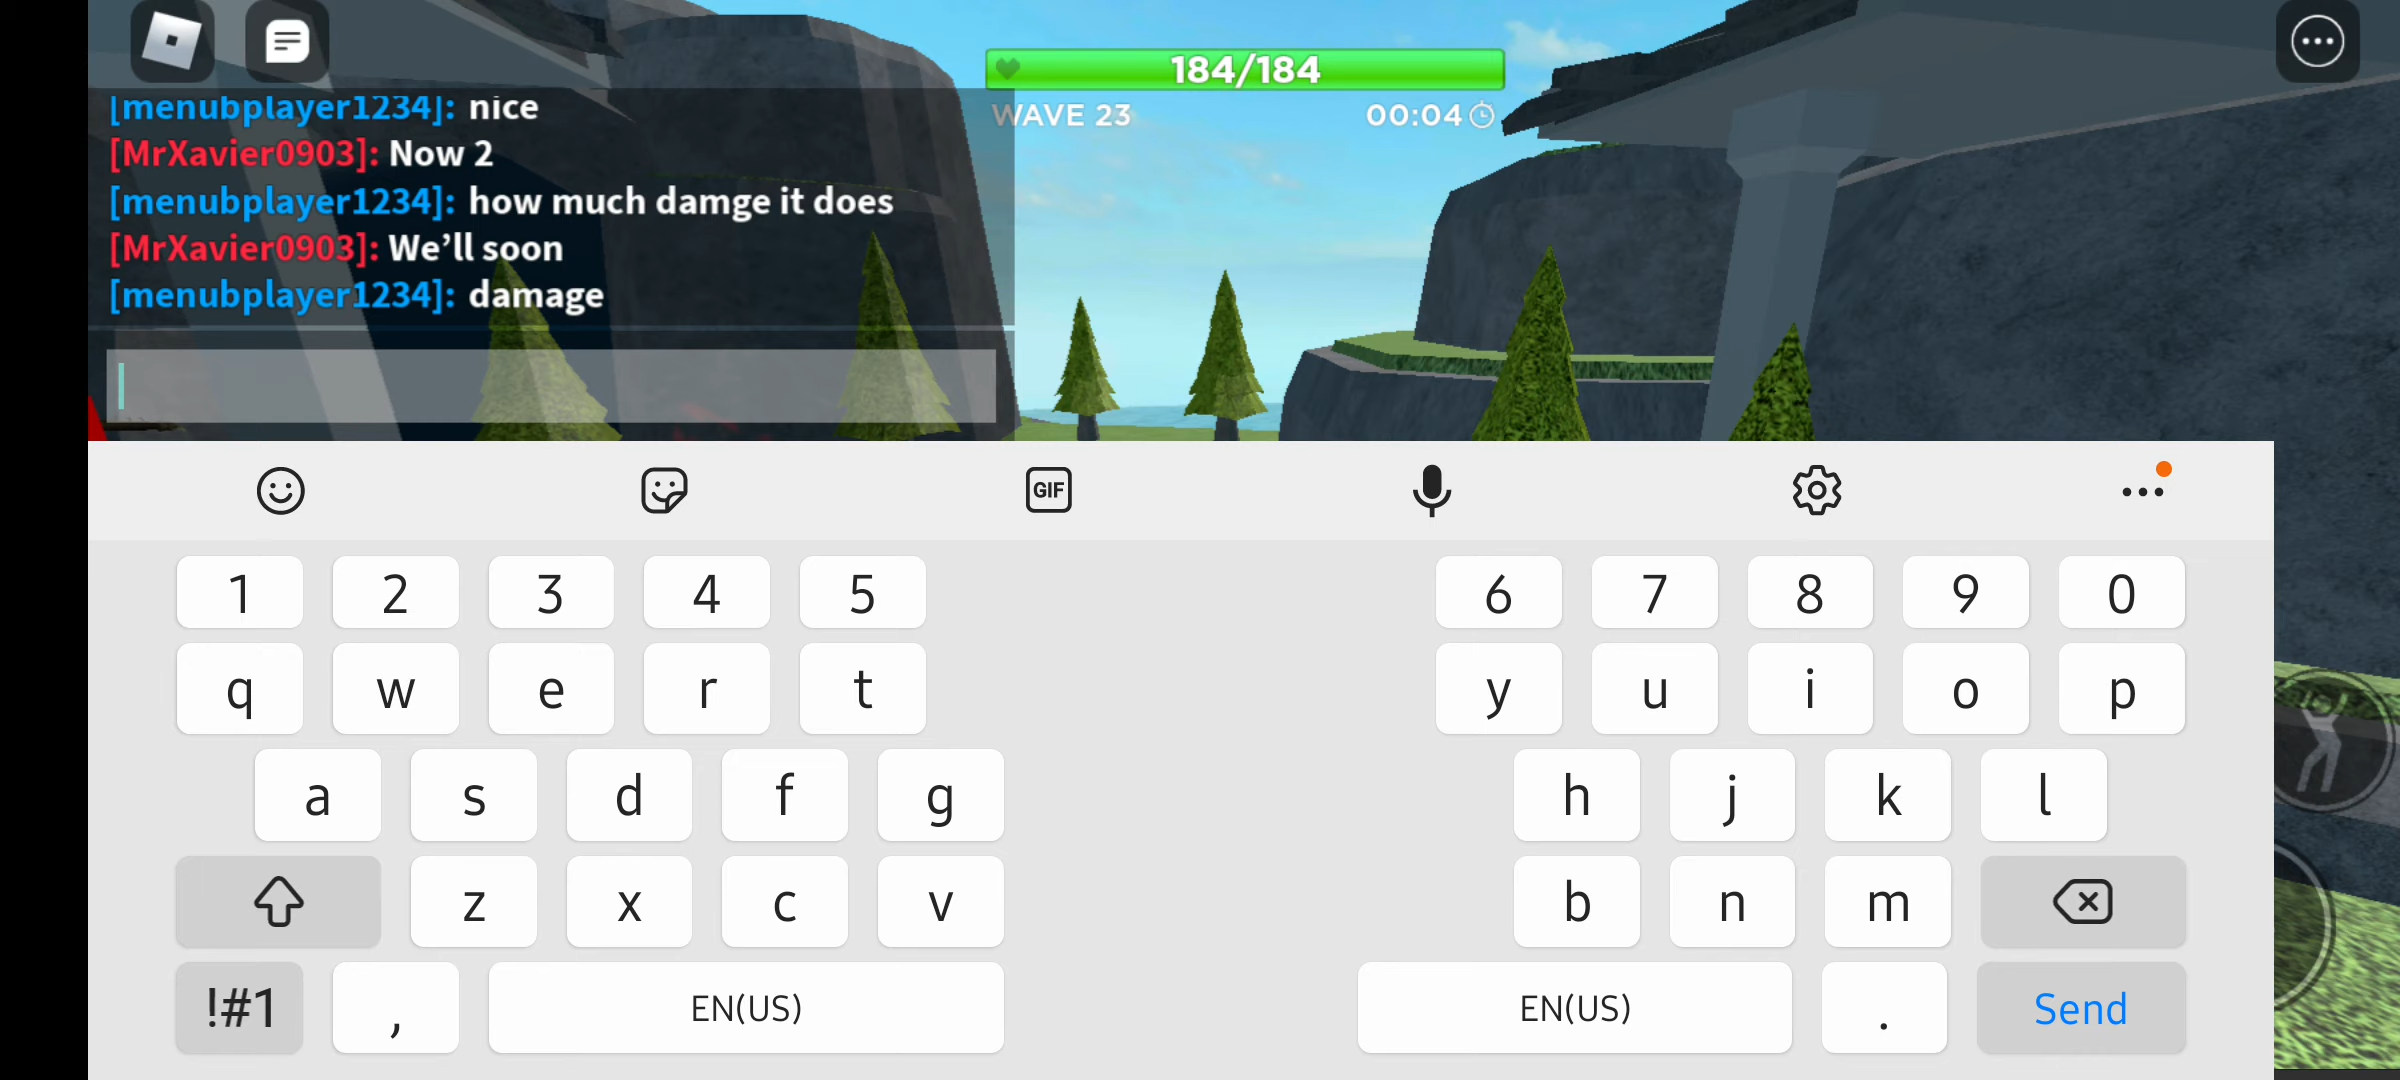 184/184
WAVE 23 00:04
[menubplayer1234]: nice
[MrXavier0903]: Now 2
[menubplayer1234]: how much damge it does
[MrXavier0903]: We’ll soon
[menubplayer1234]: damage
GIF
1 2 3 4 5 6 7 8 9 0
q w e r t y u i o p
a s d f g h j k l
z x c v b n m
!#1 , EN(US) EN(US) . Send